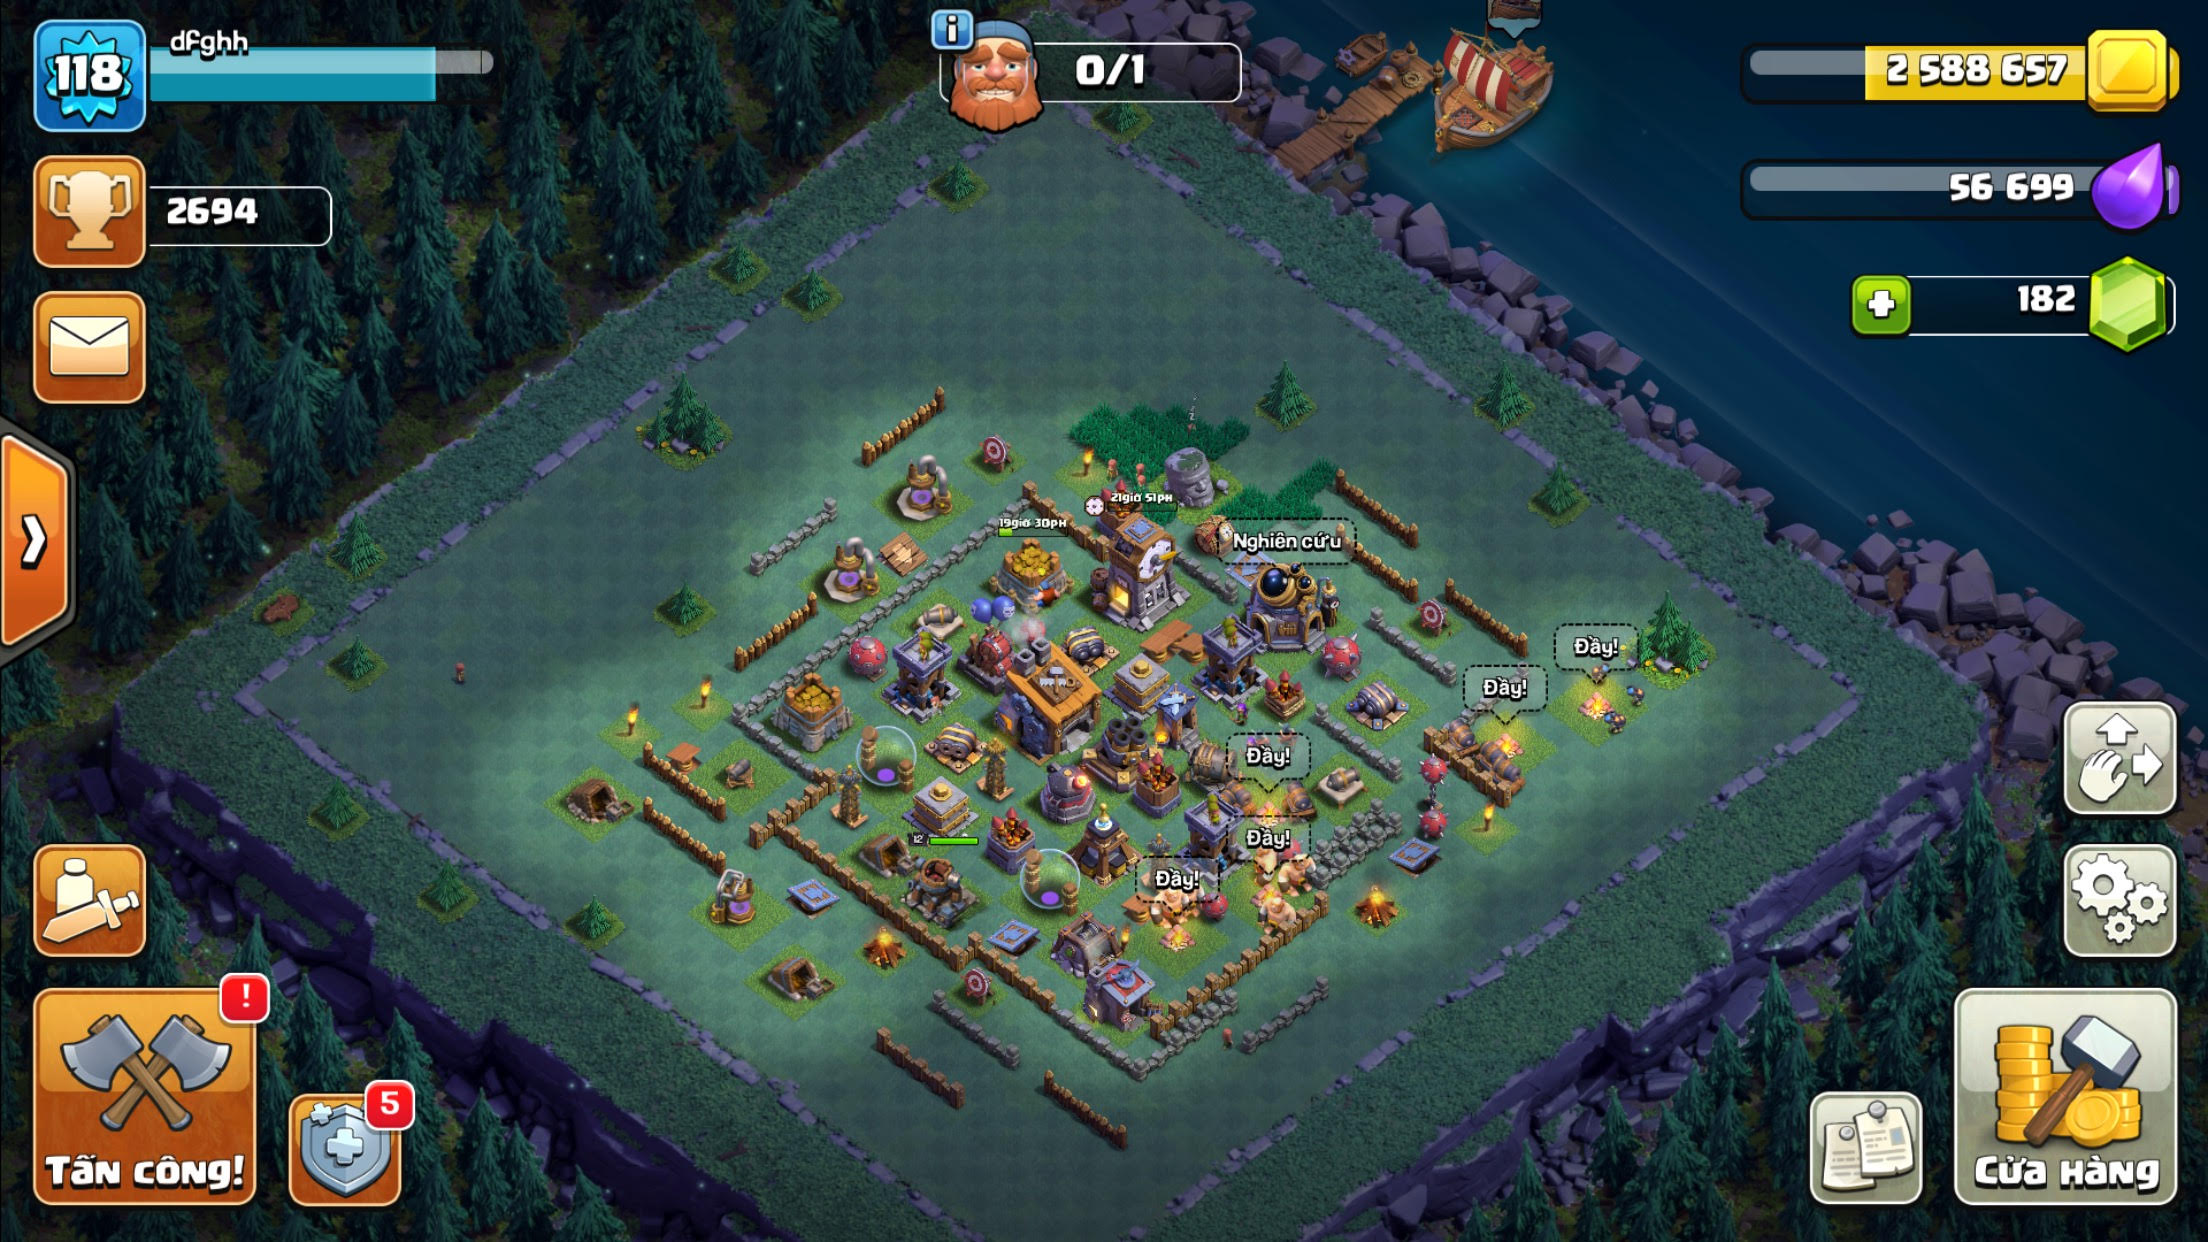 118
dfghh
i
0/1
2 588 657
2694
56 699
182
21giờ 51pH
19giờ 30pH
Nghiên cứu
Đầy!
Đầy!
Đầy!
Đầy!
Đầy!
12
!
5
Tấn công!
Cửa Hàng